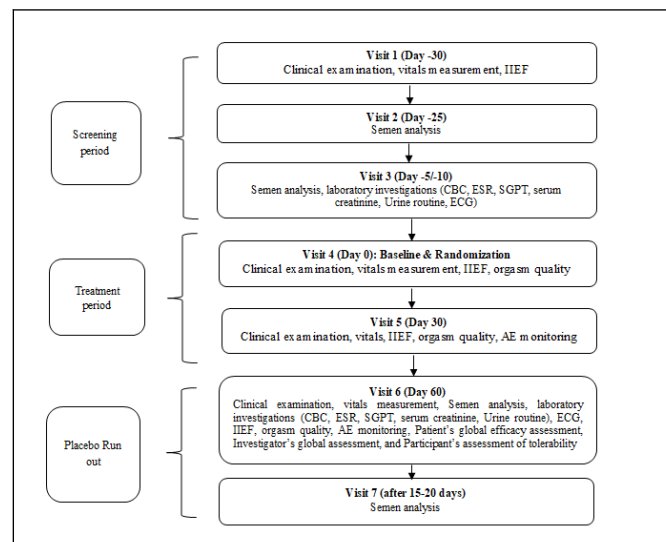 Visit 1 (Day -30)
Clinical examination, vitals measurement, IIEF
Screening
period
Visit 2 (Day -25)
Semen analysis
Visit 3 (Day -5/-10)
Semen analysis, laboratory investigations (CBC, ESR, SGPT, serum
creatinine, Urine routine, ECG)
Visit 4 (Day 0): Baseline & Randomization
Clinical examination, vitals measurement, IIEF, orgasm quality
Treatment
period
Visit 5 (Day 30)
Clinical examination, vitals, IIEF, orgasm quality, AE monitoring
Visit 6 (Day 60)
Clinical examination, vitals measurement, Semen analysis, laboratory
investigations (CBC, ESR, SGPT, serum creatinine, Urine routine), ECG,
IIEF, orgasm quality, AE monitoring, Patient's global efficacy assessment,
Investigator's global assessment, and Participant's assessment of tolerability
Placebo Run
out
Visit 7 (after 15-20 days)
Semen analysis